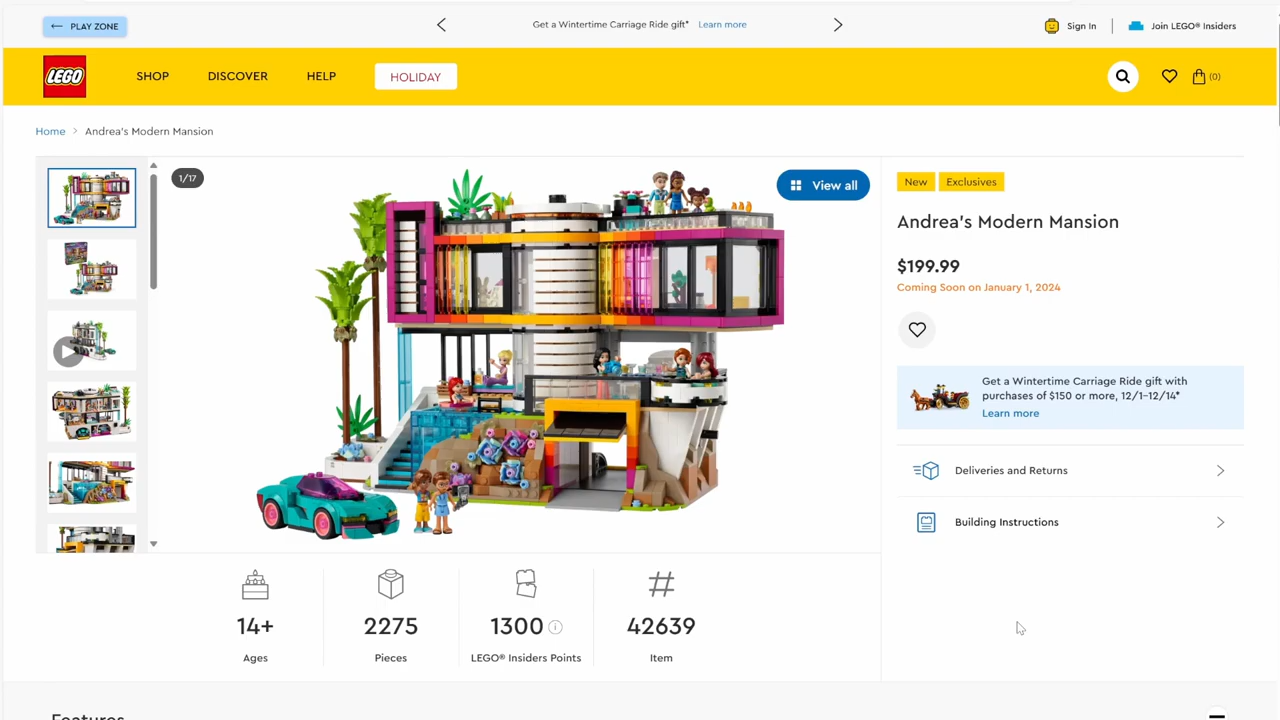 ← PLAY ZONE
Get a Wintertime Carriage Ride gift* Learn more
Sign In
Join LEGO® Insiders
LEGO
SHOP
DISCOVER
HELP
HOLIDAY
(0)
Home > Andrea's Modern Mansion
1/17
View all
New
Exclusives
Andrea's Modern Mansion
$199.99
Coming Soon on January 1, 2024
Get a Wintertime Carriage Ride gift with
purchases of $150 or more, 12/1-12/14*
Learn more
Deliveries and Returns
Building Instructions
14+
Ages
2275
Pieces
1300
LEGO® Insiders Points
#
42639
Item
Features